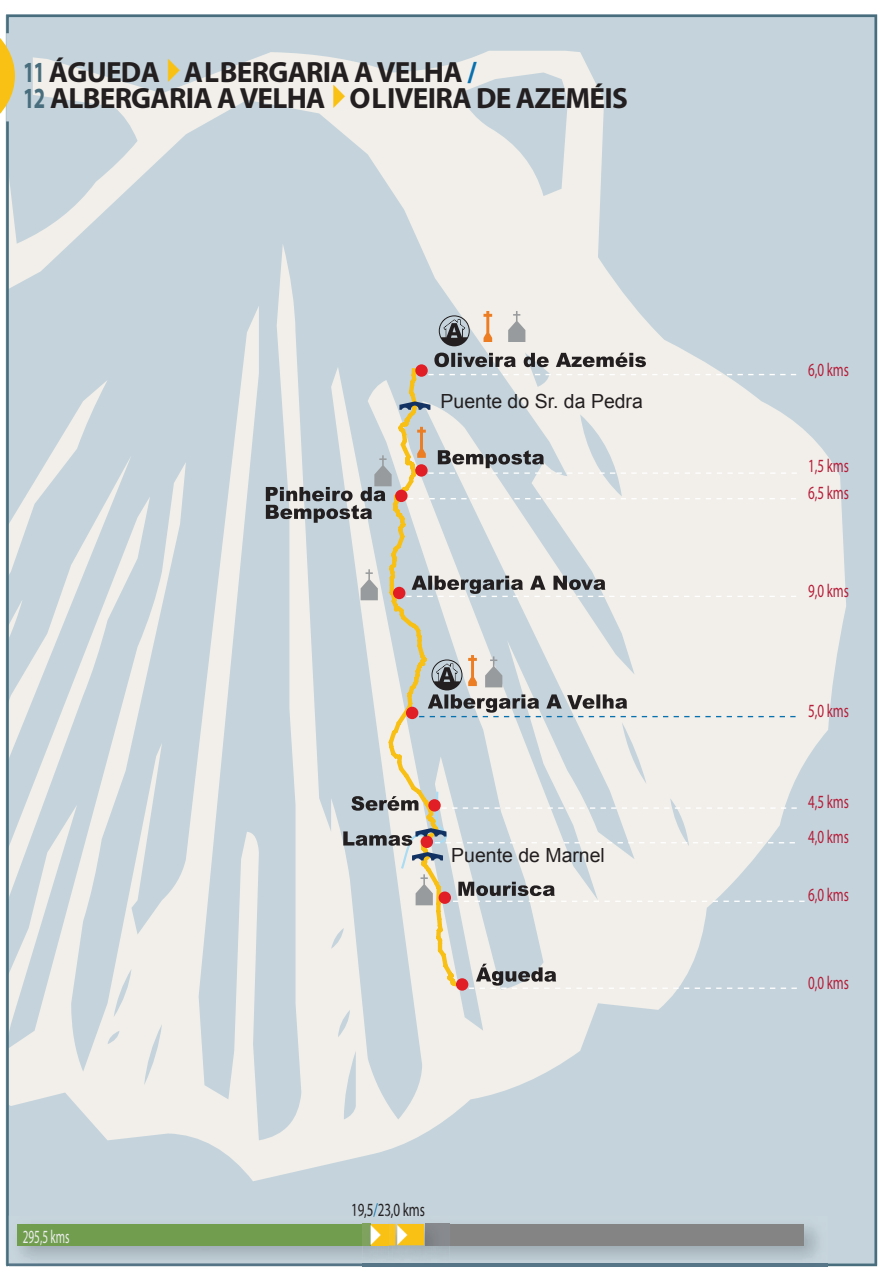 11 ÁGUEDA ALBERGARIA A VELHA /
12 ALBERGARIA A VELHA OLIVEIRA DE AZEMÉIS
A
Oliveira de Azeméis
6,0 kms
Puente do Sr. da Pedra
Bemposta
1,5 kms
Pinheiro da
Bemposta
6,5 kms
Albergaria A Nova
9,0 kms
A
Albergaria A Velha
5,0 kms
Serém
4,5 kms
Lamas
4,0 kms
Puente de Marnel
Mourisca
6,0 kms
Águeda
0,0 kms
19,5/23,0 kms
295,5 kms